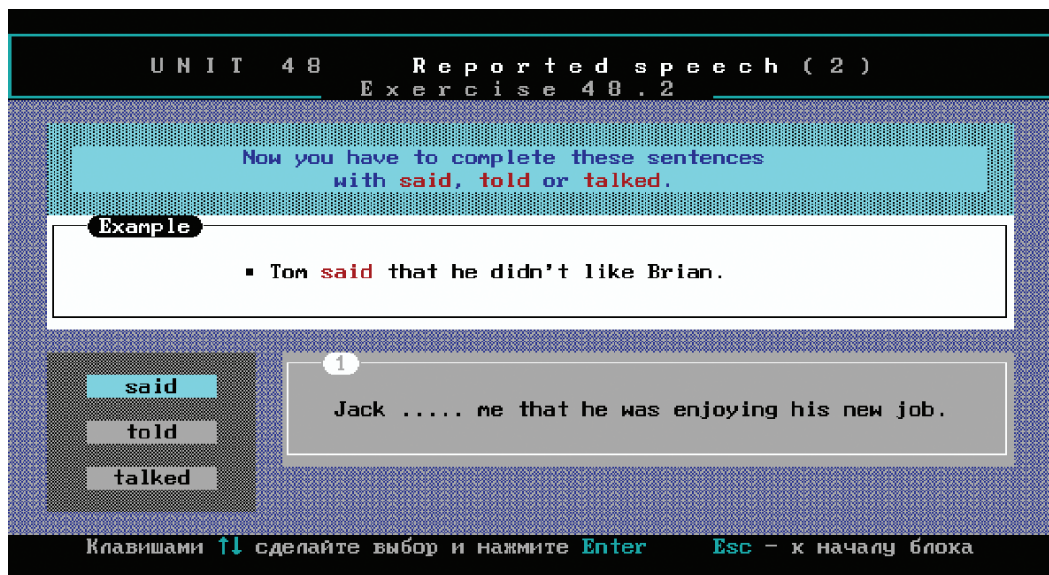 UNIT 48 Reported speech (2)
Exercise 48.2
Now you have to complete these sentences
with said, told or talked.
Example
▪ Tom said that he didn't like Brian.
1
said
Jack ..... me that he was enjoying his new job.
told
talked
Клавишами ↑↓ сделайте выбор и нажмите Enter Esc – к началу блока